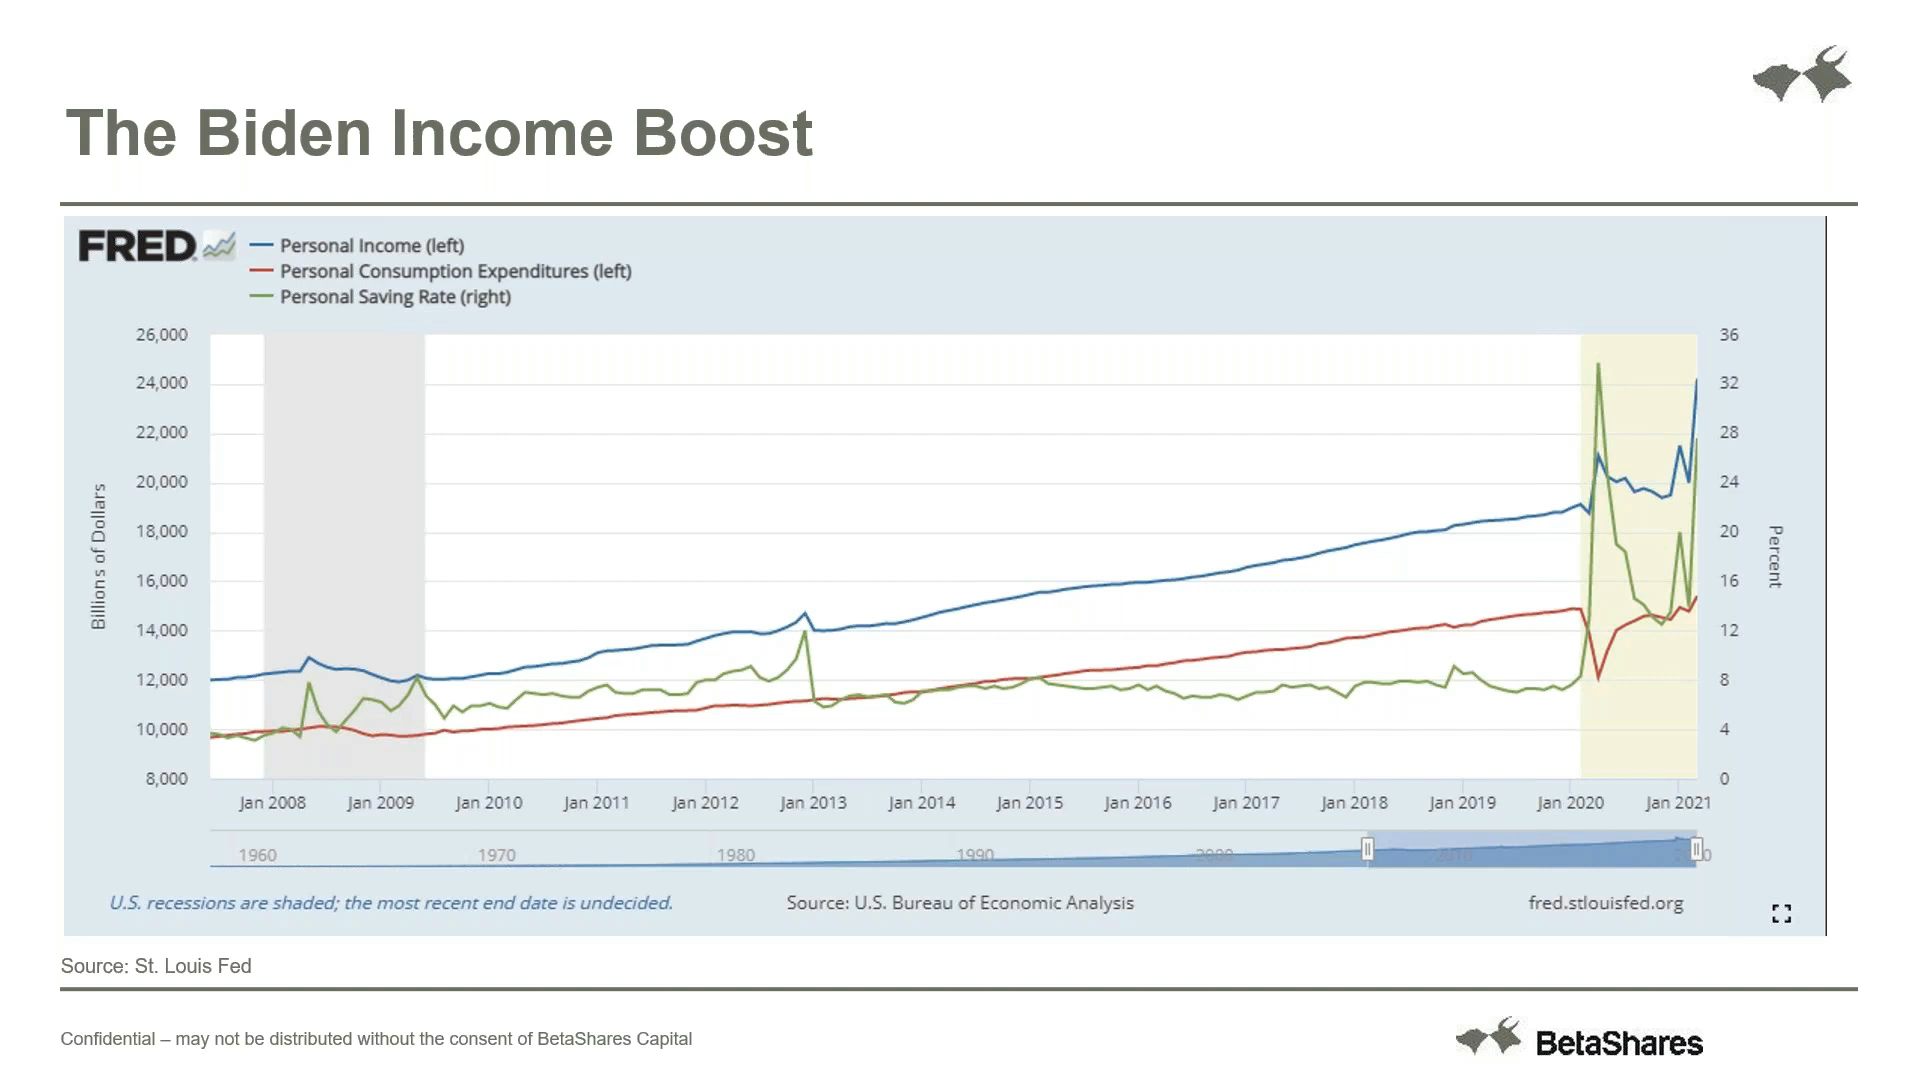 The Biden Income Boost
FRED
Personal Income (left)
Personal Consumption Expenditures (left)
Personal Saving Rate (right)
26,000
24,000
22,000
20,000
18,000
16,000
14,000
12,000
10,000
8,000
Billions of Dollars
36
32
28
24
20
16
12
8
4
0
Percent
Jan 2008 Jan 2009 Jan 2010 Jan 2011 Jan 2012 Jan 2013 Jan 2014 Jan 2015 Jan 2016 Jan 2017 Jan 2018 Jan 2019 Jan 2020 Jan 2021
1960 1970 1980 1990 2000 2010
U.S. recessions are shaded; the most recent end date is undecided. Source: U.S. Bureau of Economic Analysis fred.stlouisfed.org
Source: St. Louis Fed
Confidential – may not be distributed without the consent of BetaShares Capital
BetaShares